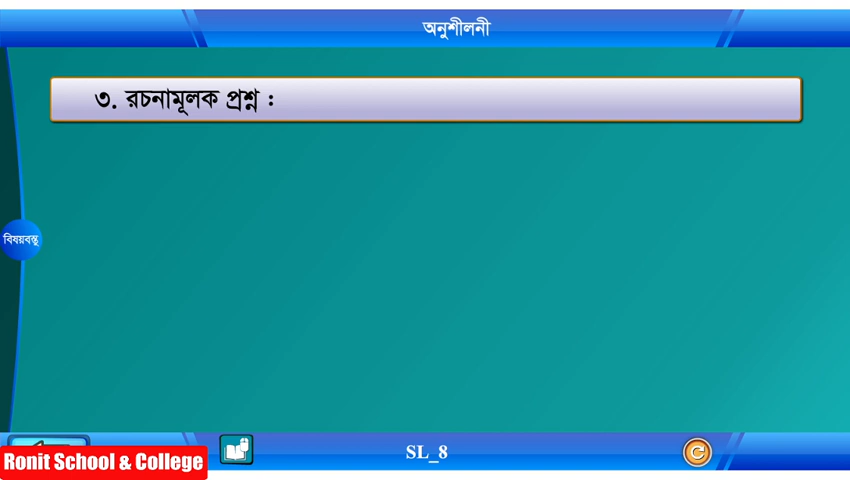 অনুশীলনী
৩. রচনামূলক প্রশ্ন :
বিষয়বস্তু
SL_8
Ronit School & College